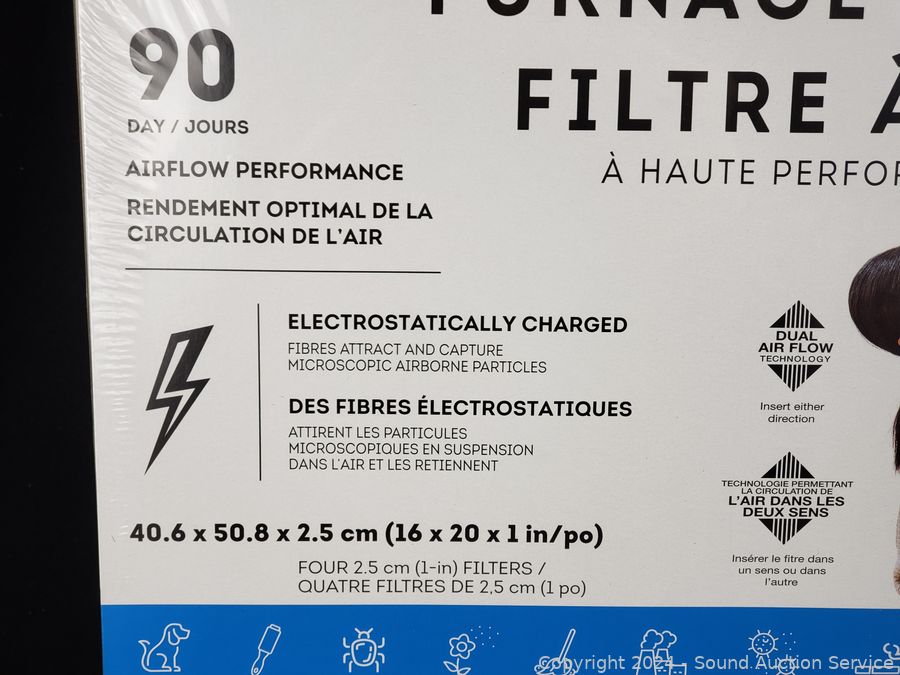 90
DAY / JOURS
AIRFLOW PERFORMANCE
RENDEMENT OPTIMAL DE LA
CIRCULATION DE L'AIR
FILTRE À
À HAUTE
ELECTROSTATICALLY CHARGED
FIBRES ATTRACT AND CAPTURE
MICROSCOPIC AIRBORNE PARTICLES
DES FIBRES ÉLECTROSTATIQUES
ATTIRENT LES PARTICULES
MICROSCOPIQUES EN SUSPENSION
DANS L'AIR ET LES RETIENNENT
DUAL
AIR FLOW
TECHNOLOGY
Insert either
direction
TECHNOLOGIE PERMETTANT
LA CIRCULATION DE
L'AIR DANS LES
DEUX SENS
Insérer le fitre dans
un sens ou dans
l'autre
40.6 x 50.8 x 2.5 cm (16 x 20 x 1 in/po)
FOUR 2.5 cm (1-in) FILTERS /
QUATRE FILTRES DE 2,5 cm (1 po)
Copyright 2024 - Sound Auction Service